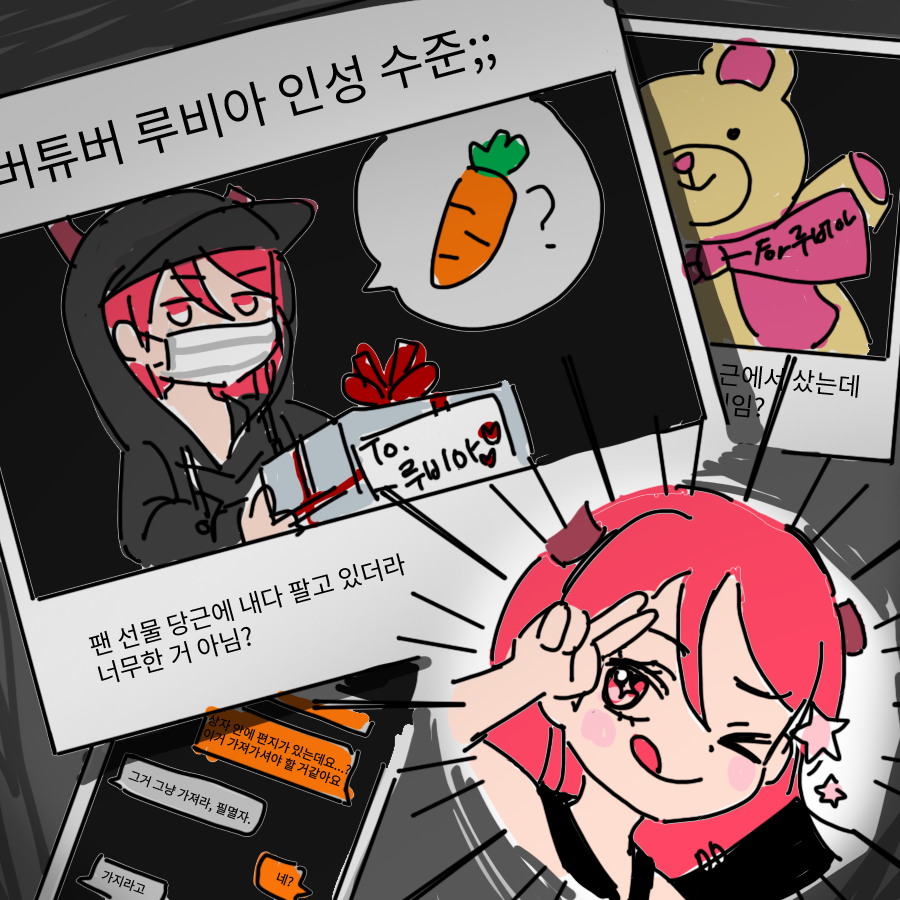 버튜버 루비아 인성 수준;;
?
To.
루비아
팬 선물 당근에 내다 팔고 있더라
너무한 거 아님?
For 루비아
근에서 샀는데
임?
상자 안에 편지가 있는데요...?
이거 가져가셔야 할 거같아요
그거 그냥 가져라, 필멸자.
네?
가지라고